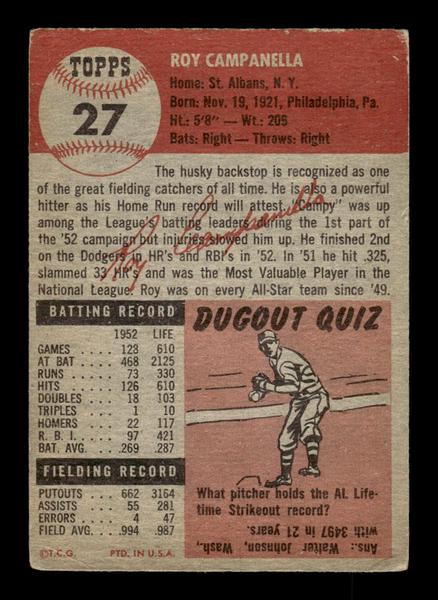 TOPPS
27
ROY CAMPANELLA
Home: St. Albans, N. Y.
Born: Nov. 19, 1921, Philadelphia, Pa.
Ht.: 5'8" — Wt.: 205
Bats: Right — Throws: Right
The husky backstop is recognized as one
of the great fielding catchers of all time. He is also a powerful
hitter as his Home Run record will attest. "Campy" was
up among the League's batting leaders during the 1st part of
the '52 campaign but injuries slowed him up. He finished 2nd
on the Dodgers in HR's and RBI's in '52. In '51 he hit .325,
slammed 33 HR's and was the Most Valuable Player in the
National League. Roy was on every All-Star team since '49.
Roy Campanella
BATTING RECORD
1952 LIFE
GAMES . . . . 123 610
AT BAT . . . . 468 2125
RUNS . . . . 73 330
HITS . . . . 126 610
DOUBLES . . . 18 103
TRIPLES . . . 1 10
HOMERS . . . 22 117
R. B. I. . . . . 97 421
BAT. AVG. . . .269 .287
FIELDING RECORD
PUTOUTS . . . 662 3164
ASSISTS . . . 55 281
ERRORS . . . 4 47
FIELD AVG. . . .994 .987
©T.C.G. PTD. IN U.S.A.
DUGOUT QUIZ
What pitcher holds the AL Life-
time Strikeout record?
Ans.: Walter Johnson, Wash.,
with 3497 in 21 years.